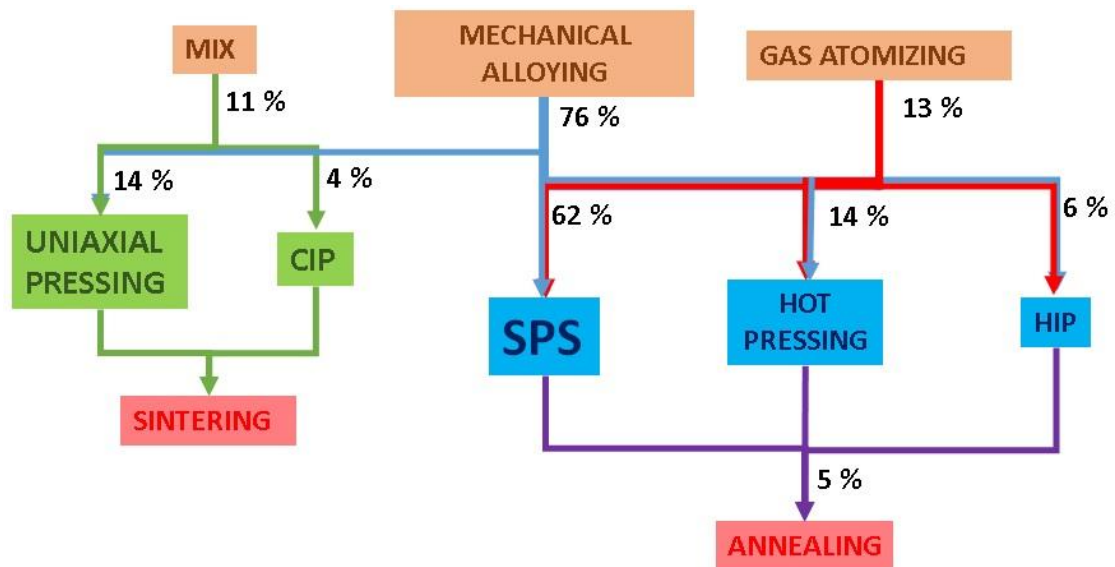 MIX
MECHANICAL
ALLOYING
GAS ATOMIZING
11 %
76 %
13 %
14 %
4 %
62 %
14 %
6 %
UNIAXIAL
PRESSING
CIP
SPS
HOT
PRESSING
HIP
SINTERING
5 %
ANNEALING